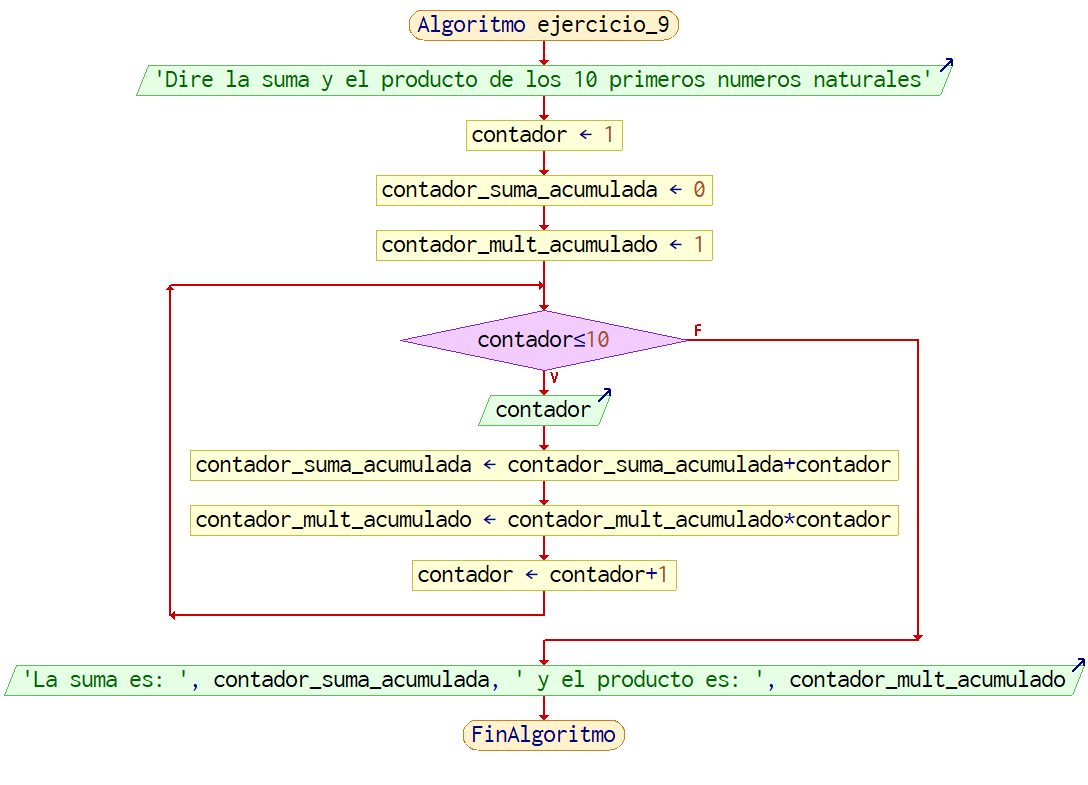 Algoritmo ejercicio_9
'Dire la suma y el producto de los 10 primeros numeros naturales'
contador ← 1
contador_suma_acumulada ← 0
contador_mult_acumulado ← 1
contador≤10
F
V
contador
contador_suma_acumulada ← contador_suma_acumulada+contador
contador_mult_acumulado ← contador_mult_acumulado*contador
contador ← contador+1
'La suma es: ', contador_suma_acumulada, ' y el producto es: ', contador_mult_acumulado
FinAlgoritmo